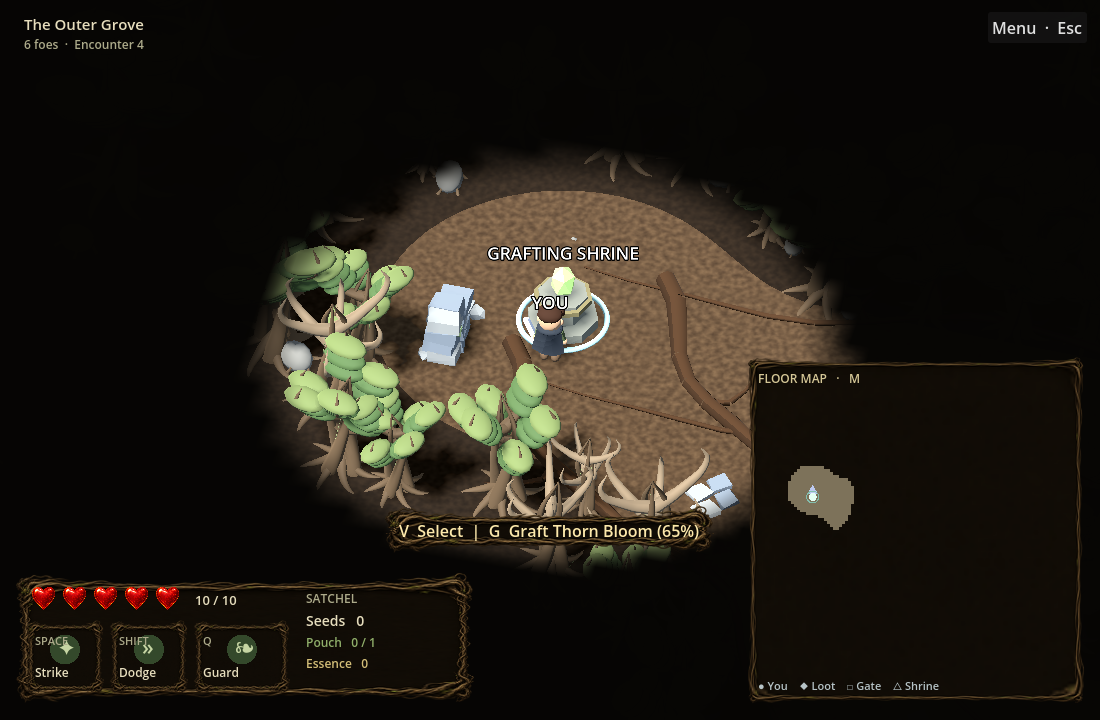 The Outer Grove
6 foes · Encounter 4
Menu · Esc
GRAFTING SHRINE
YOU
FLOOR MAP · M
V Select | G Graft Thorn Bloom (65%)
10 / 10
SATCHEL
Seeds 0
Pouch 0 / 1
Essence 0
SPACE
Strike
SHIFT
Dodge
Q
Guard
● You ◆ Loot □ Gate △ Shrine